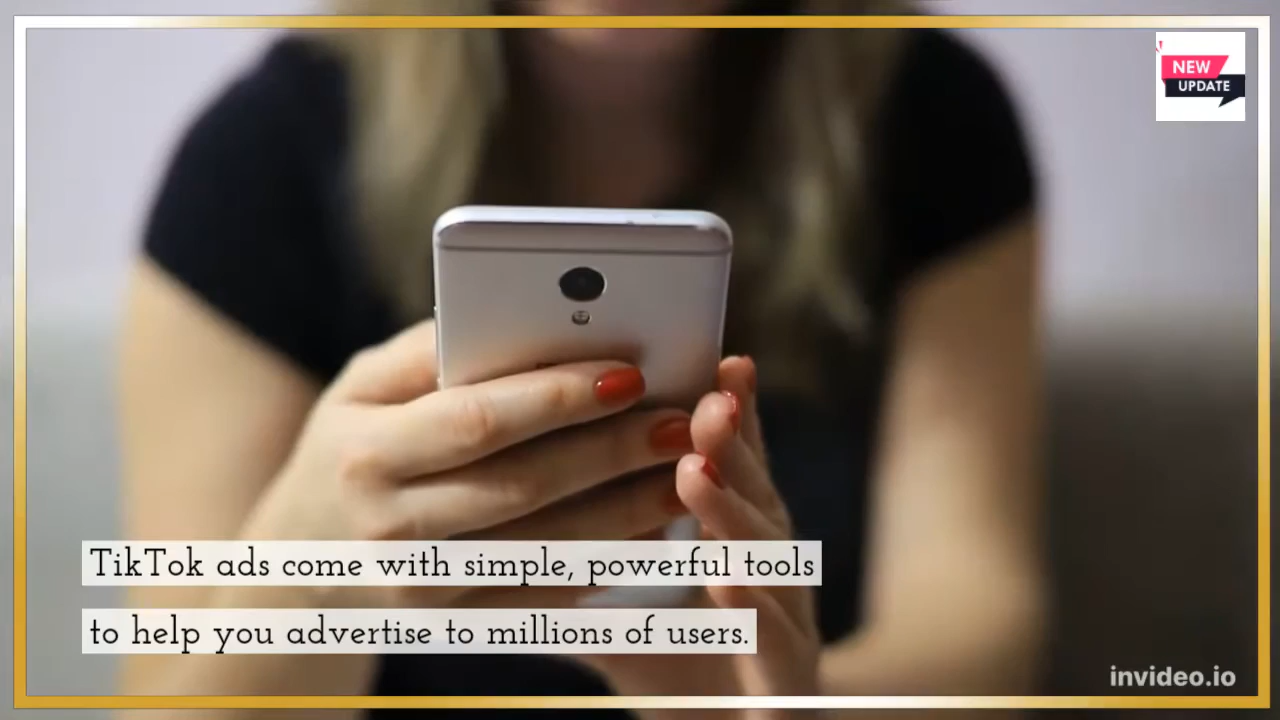 NEW
UPDATE
TikTok ads come with simple, powerful tools
to help you advertise to millions of users.
invideo.io